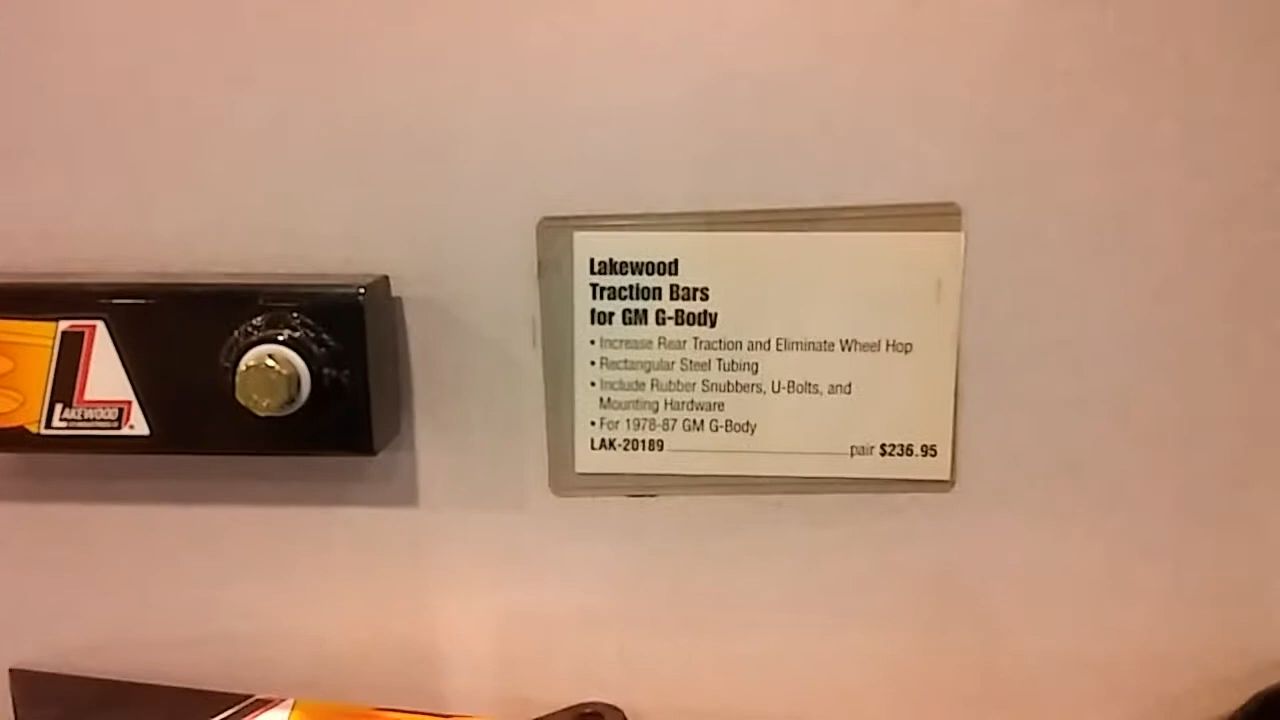 Lakewood
Traction Bars
for GM G-Body
• Increase Rear Traction and Eliminate Wheel Hop
• Rectangular Steel Tubing
• Include Rubber Snubbers, U-Bolts, and
Mounting Hardware
• For 1978-87 GM G-Body
LAK-20189 pair $236.95
L
LAKEWOOD